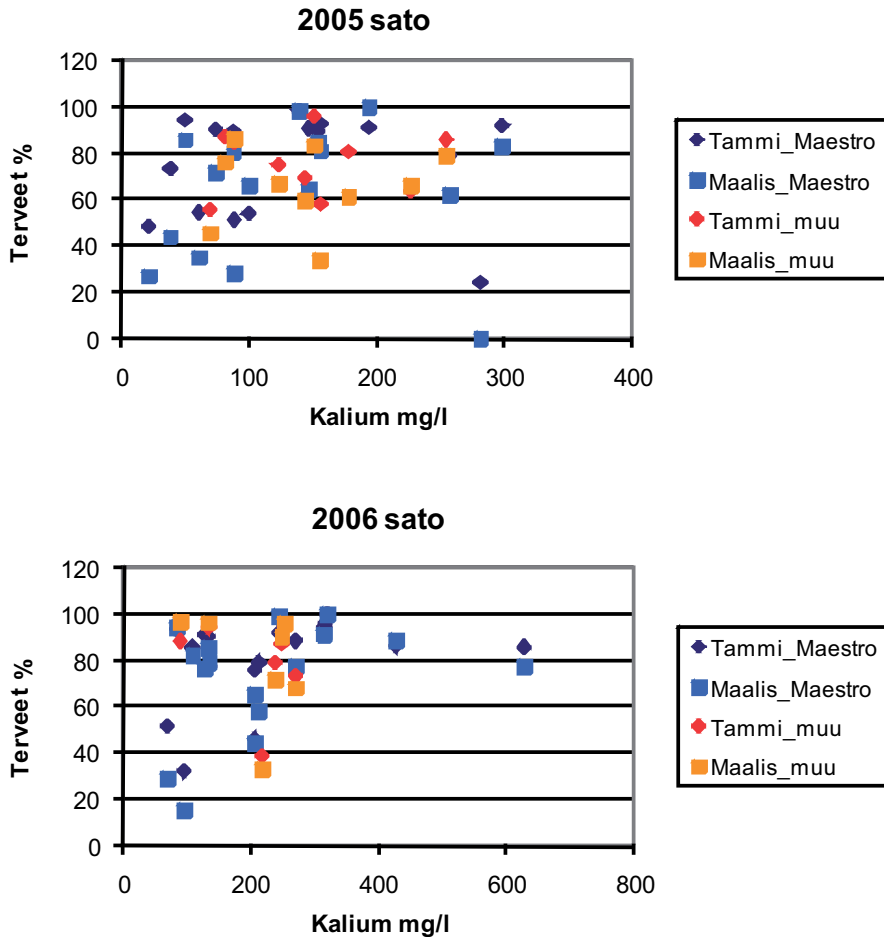 2005 sato
120
100
80
60
40
20
0
Terveet %
0 100 200 300 400
Kalium mg/l
Tammi_Maestro
Maalis_Maestro
Tammi_muu
Maalis_muu
2006 sato
120
100
80
60
40
20
0
Terveet %
0 200 400 600 800
Kalium mg/l
Tammi_Maestro
Maalis_Maestro
Tammi_muu
Maalis_muu